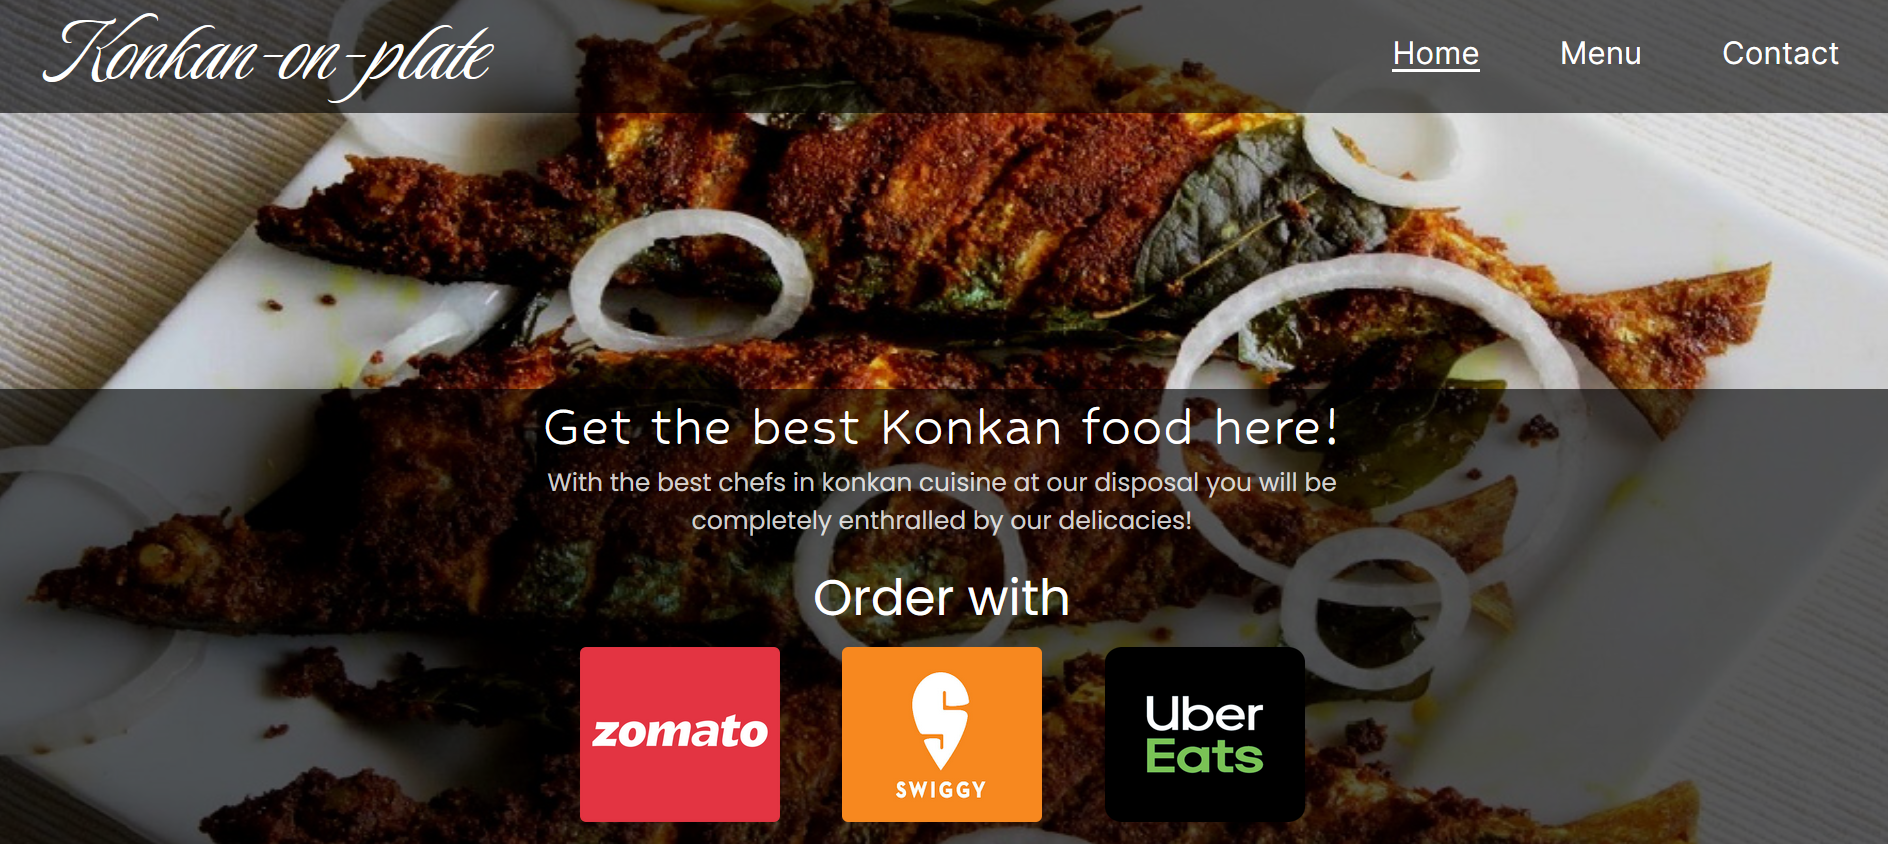 Konkan-on-plate
Home Menu Contact
Get the best Konkan food here!
With the best chefs in konkan cuisine at our disposal you will be
completely enthralled by our delicacies!
Order with
zomato
SWIGGY
Uber
Eats